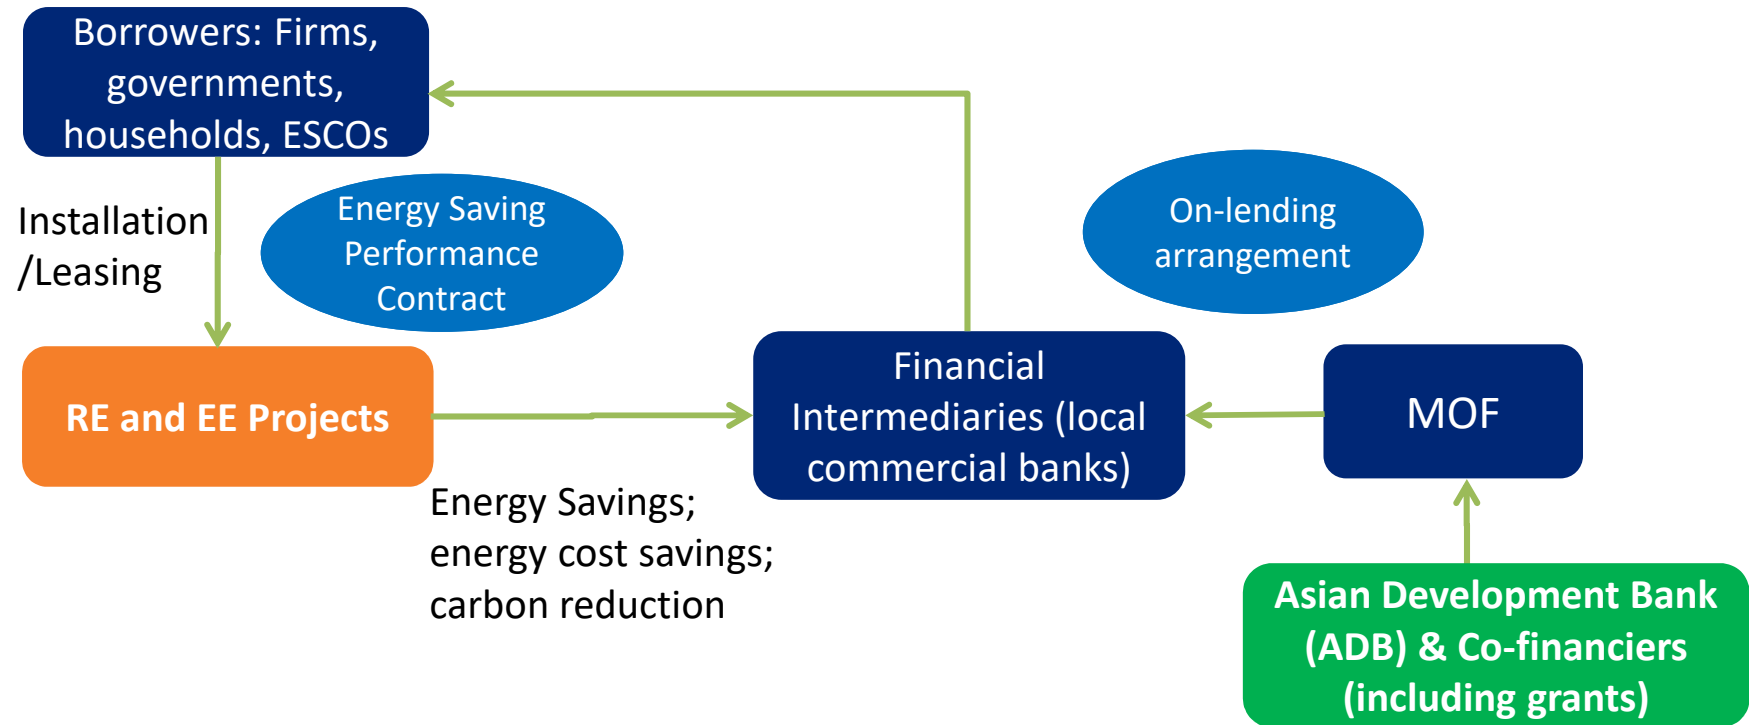 Borrowers: Firms,
governments,
households, ESCOs
Installation
/Leasing
Energy Saving
Performance
Contract
On-lending
arrangement
RE and EE Projects
Financial
Intermediaries (local
commercial banks)
MOF
Energy Savings;
energy cost savings;
carbon reduction
Asian Development Bank
(ADB) & Co-financiers
(including grants)